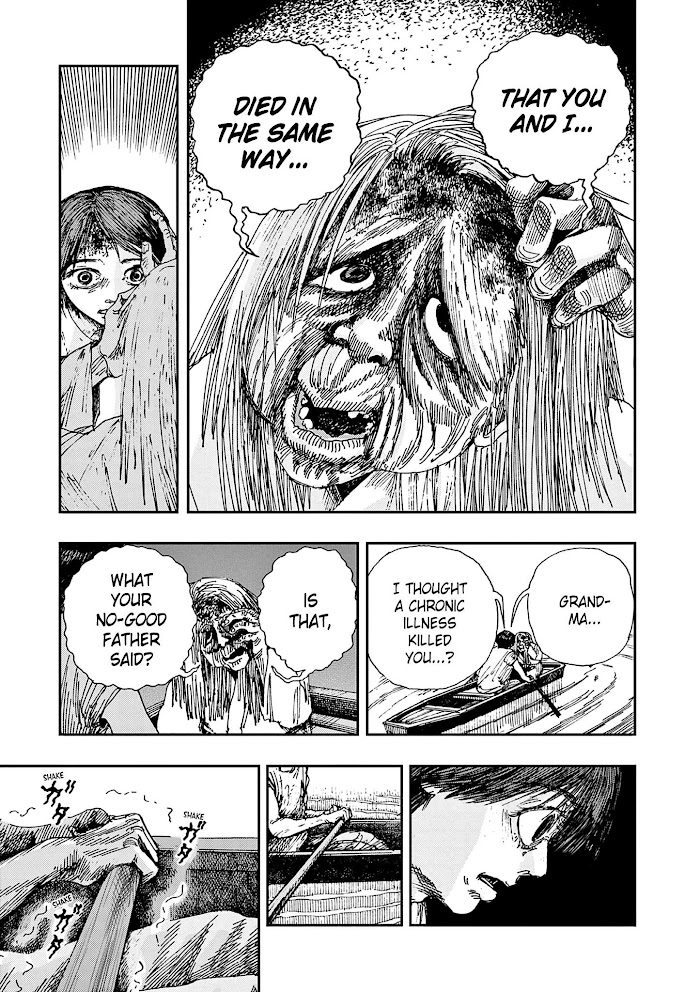 THAT YOU
AND I...
DIED IN
THE SAME
WAY...
GRAND-
MA...
I THOUGHT
A CHRONIC
ILLNESS
KILLED
YOU...?
IS
THAT,
WHAT
YOUR
NO-GOOD
FATHER
SAID?
SHAKE
ガタ
SHAKE
ガタ
SHAKE
ガタ